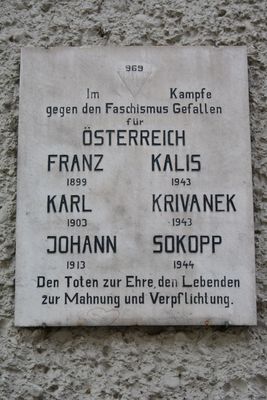 969
Im Kampfe
gegen den Faschismus Gefallen
für
ÖSTERREICH
FRANZ KALIS
1899 1943
KARL KRIVANEK
1903 1943
JOHANN SOKOPP
1913 1944
Den Toten zur Ehre, den Lebenden
zur Mahnung und Verpflichtung.